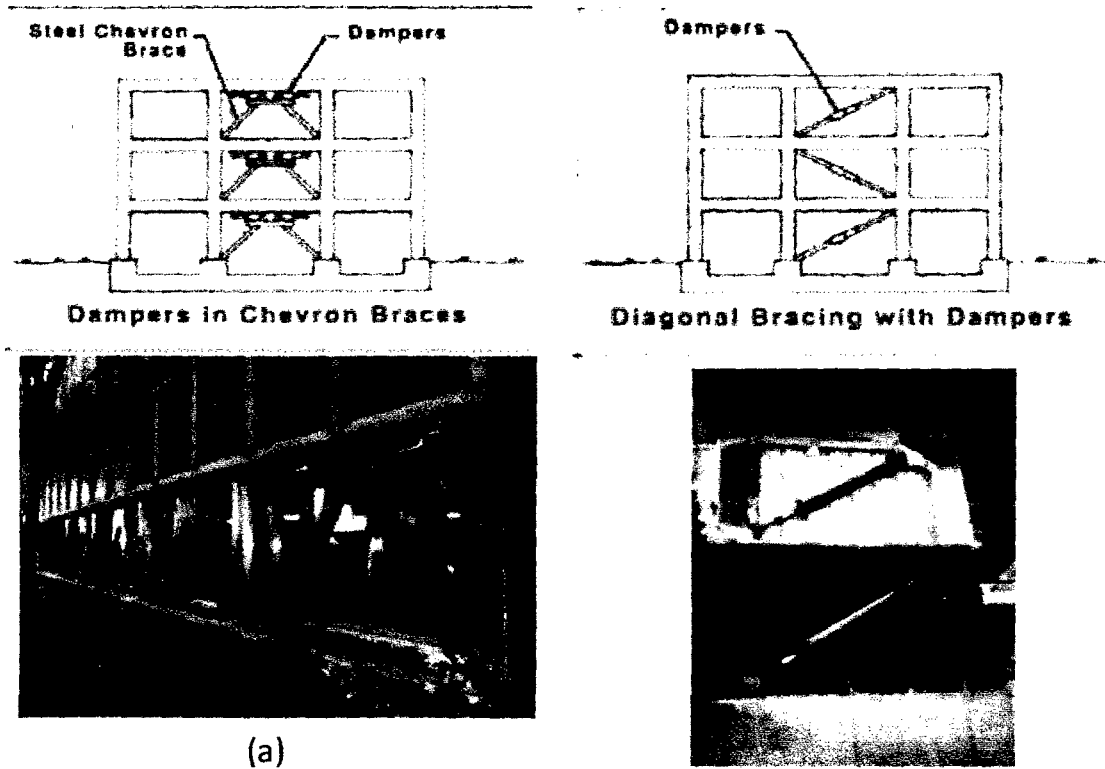 Steel Chevron
Brace
Dampers
Dampers
Dampers in Chevron Braces
Diagonal Bracing with Dampers
(a)